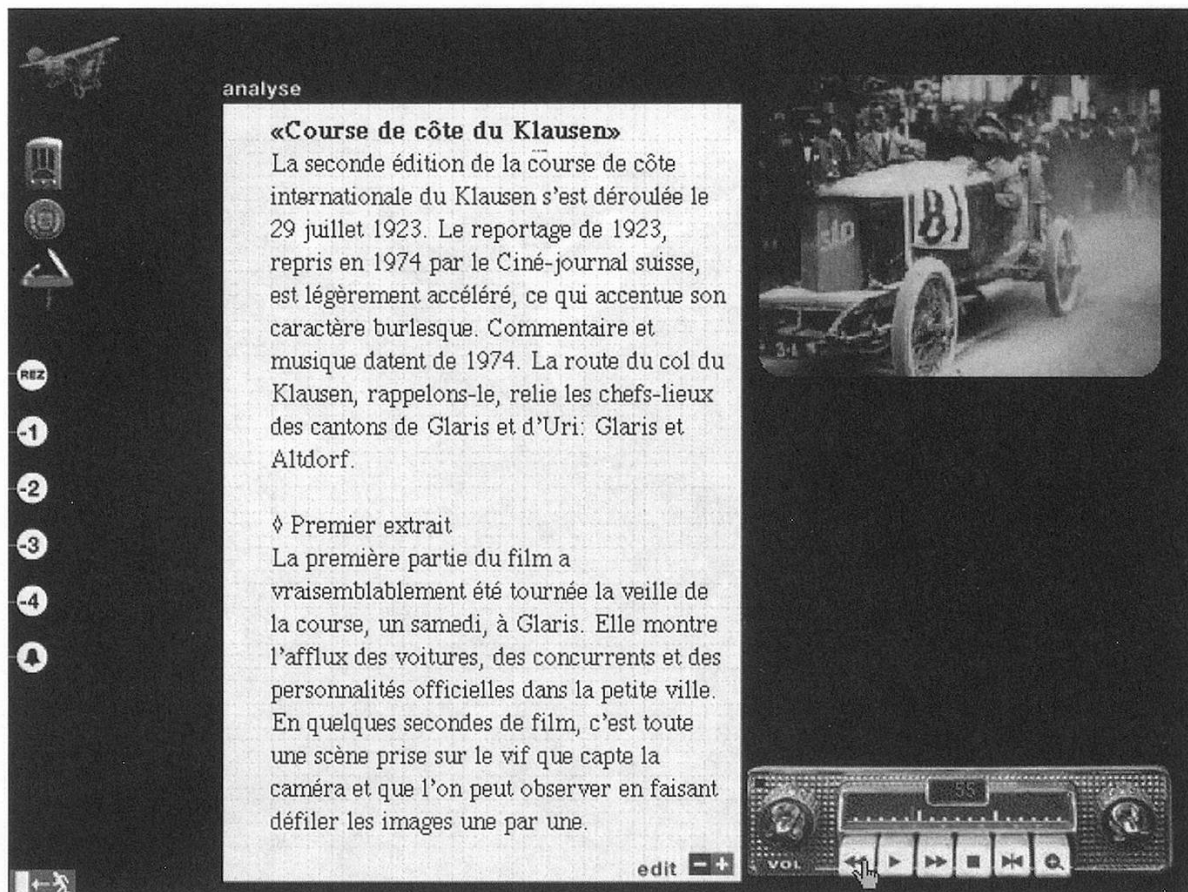 analyse
«Course de côte du Klausen»
La seconde édition de la course de côte
internationale du Klausen s'est déroulée le
29 juillet 1923. Le reportage de 1923,
repris en 1974 par le Ciné-journal suisse,
est légèrement accéléré, ce qui accentue son
caractère burlesque. Commentaire et
musique datent de 1974. La route du col du
Klausen, rappelons-le, relie les chefs-lieux
des cantons de Glaris et d'Uri: Glaris et
Altdorf.
◊ Premier extrait
La première partie du film a
vraisemblablement été tournée la veille de
la course, un samedi, à Glaris. Elle montre
l'afflux des voitures, des concurrents et des
personnalités officielles dans la petite ville.
En quelques secondes de film, c'est toute
une scène prise sur le vif que capte la
caméra et que l'on peut observer en faisant
défiler les images une par une.
edit - +
REZ
-1
-2
-3
-4
81
55
VOL